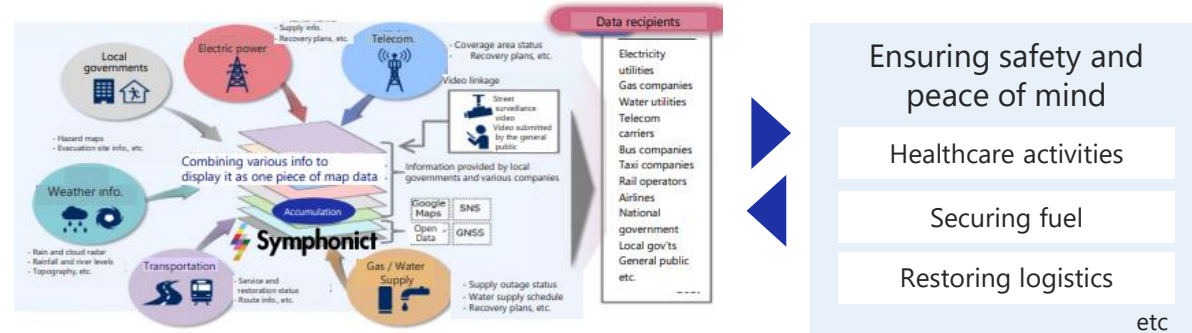 Supply info.
Recovery plans, etc.
Electric power
Telecom.
- Coverage area status
- Recovery plans, etc.
Local
governments
- Hazard maps
- Evacuation site info., etc.
Video linkage
Street
surveillance
video
Video submitted
by the general
public
Combining various info to
display it as one piece of map data
Information provided by local
governments and various companies
Weather info.
- Rain and cloud radar
- Rainfall and river levels
- Topography, etc.
Accumulation
Google
Maps
SNS
Open
Data
GNSS
Symphonict
Transportation
- Service and
restoration status
- Route info., etc.
Gas / Water
Supply
- Supply outage status
- Water supply schedule
- Recovery plans, etc.
Data recipients
Electricity
utilities
Gas companies
Water utilities
Telecom
carriers
Bus companies
Taxi companies
Rail operators
Airlines
National
government
Local gov'ts
General public
etc.
Ensuring safety and
peace of mind
Healthcare activities
Securing fuel
Restoring logistics
etc